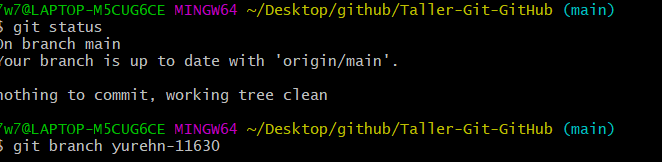 7w7@LAPTOP-M5CUG6CE MINGW64 ~/Desktop/github/Taller-Git-GitHub (main)
$ git status
On branch main
Your branch is up to date with 'origin/main'.
nothing to commit, working tree clean
7w7@LAPTOP-M5CUG6CE MINGW64 ~/Desktop/github/Taller-Git-GitHub (main)
$ git branch yurehn-11630